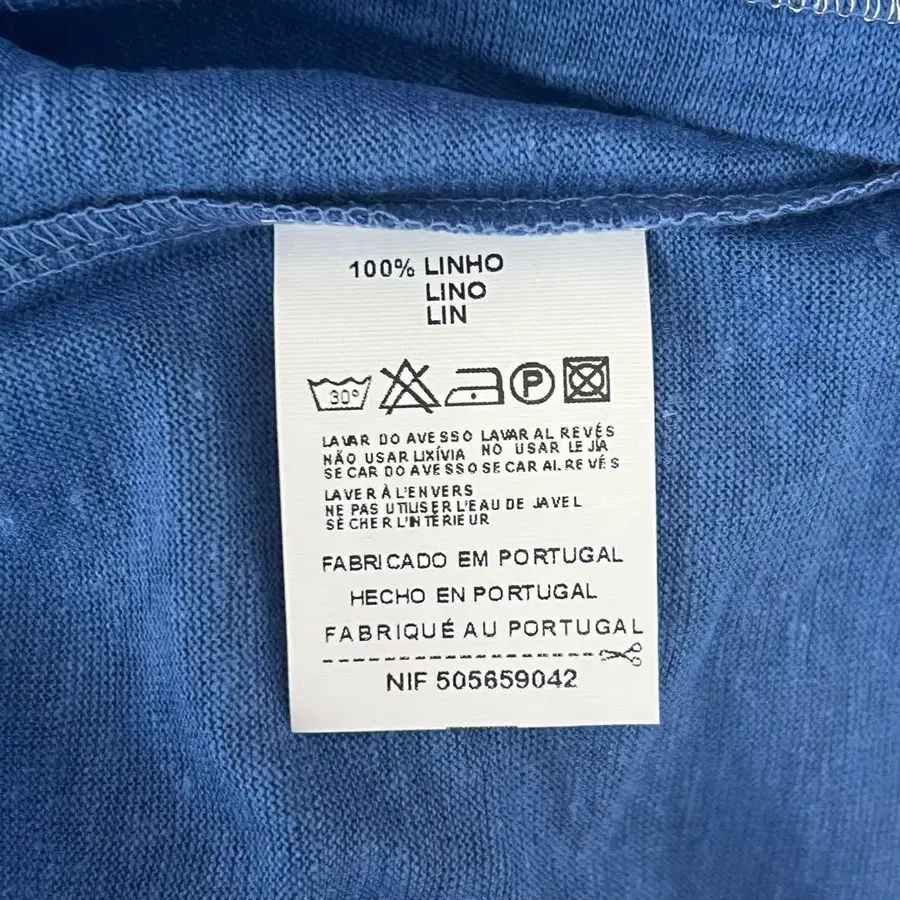 100% LINHO
LINO
LIN
30°
P
LAVAR DO AVESSO LAVAR AL REVÉS
NÃO USAR LIXÍVIA NO USAR LEJIA
SECAR DO AVESSO SECAR AL REVÉS
LAVER À L'ENVERS
NE PAS UTILISER L'EAU DE JAVEL
SÈCHER L'INTÉRIEUR
FABRICADO EM PORTUGAL
HECHO EN PORTUGAL
FABRIQUÉ AU PORTUGAL
NIF 505659042